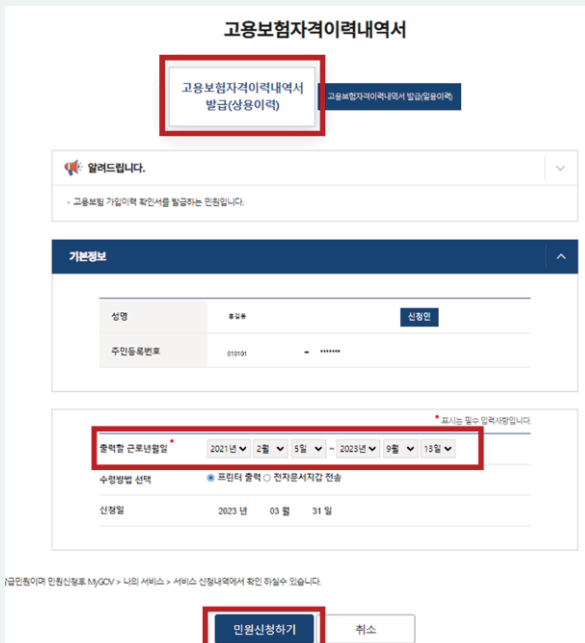 고용보험자격이력내역서
고용보험자격이력내역서
발급(상용이력)
고용보험자격이력내역서 발급(일용이력)
알려드립니다.
고용보험 가입이력 확인서를 발급하는 민원입니다.
기본정보
성명 홍길동 신청인
주민등록번호 010101 - *******
* 표시는 필수 입력사항입니다.
출력할 근로년월일 * 2021년 2월 5일 ~ 2023년 9월 13일
수령방법 선택 프린터 출력 전자문서지갑 전송
신청일 2023 년 03 월 31 일
급민원이며 민원신청후 MyGOV > 나의 서비스 > 서비스 신청내역에서 확인 하실수 있습니다.
민원신청하기 취소